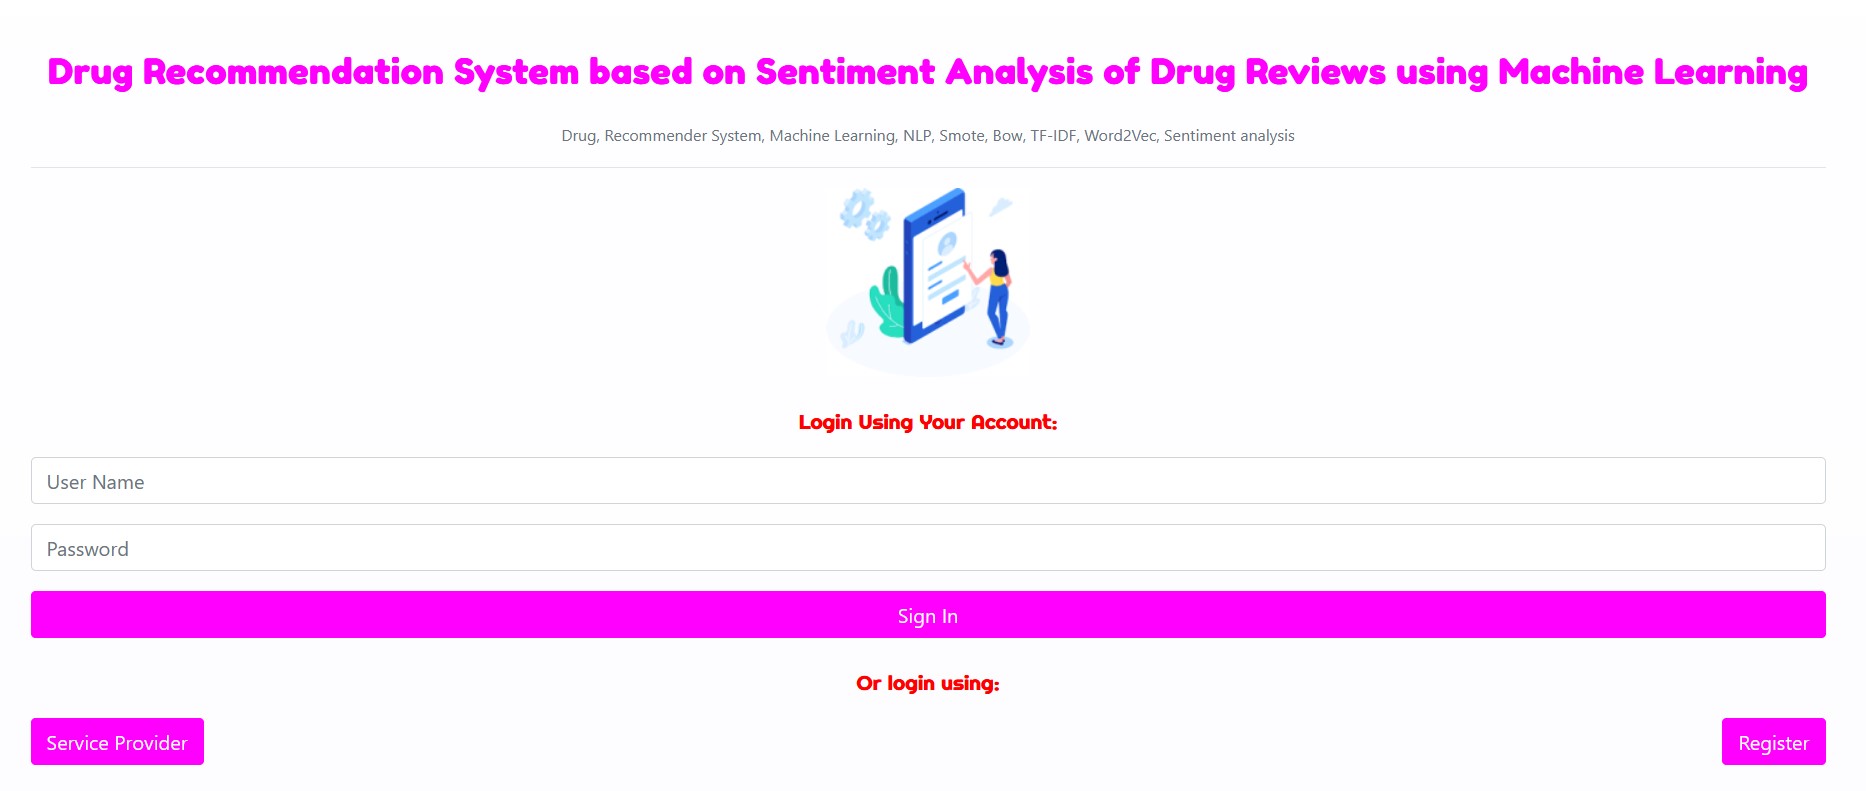 Drug Recommendation System based on Sentiment Analysis of Drug Reviews using Machine Learning
Drug, Recommender System, Machine Learning, NLP, Smote, Bow, TF-IDF, Word2Vec, Sentiment analysis
Login Using Your Account:
User Name
Password
Sign In
Or login using:
Service Provider
Register